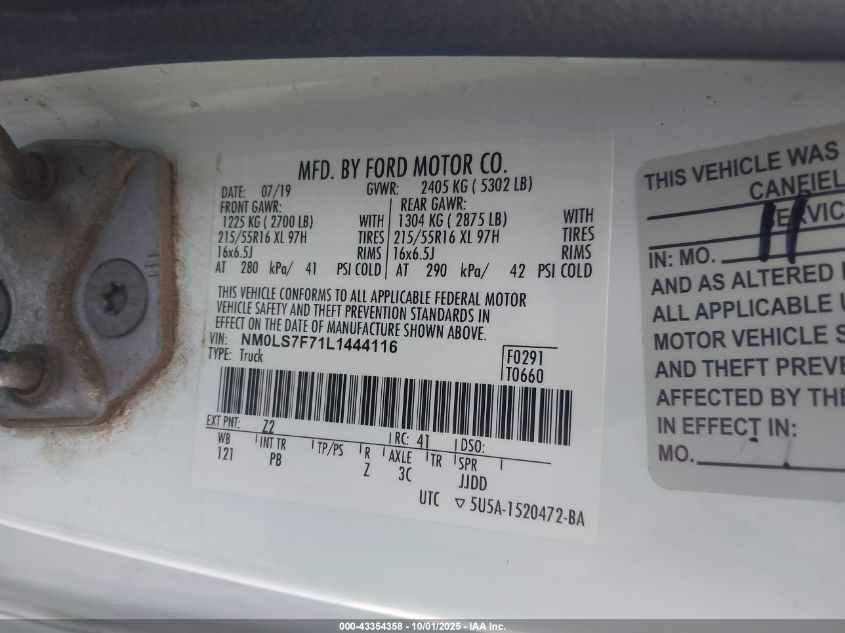 MFD. BY FORD MOTOR CO.
DATE: 07/19 GVWR: 2405 KG ( 5302 LB)
FRONT GAWR: REAR GAWR:
1225 KG ( 2700 LB) WITH 1304 KG ( 2875 LB) WITH
215/55R16 XL 97H TIRES 215/55R16 XL 97H TIRES
16x6.5J RIMS 16x6.5J RIMS
AT 280 kPa/ 41 PSI COLD AT 290 kPa/ 42 PSI COLD
THIS VEHICLE CONFORMS TO ALL APPLICABLE FEDERAL MOTOR
VEHICLE SAFETY AND THEFT PREVENTION STANDARDS IN
EFFECT ON THE DATE OF MANUFACTURE SHOWN ABOVE.
VIN: NM0LS7F71L1444116
TYPE: Truck
F0291
T0660
EXT PNT: Z2 RC: 41 DSO:
WB INT TR TP/PS R AXLE TR SPR
121 PB Z 3C JJDD
UTC ▽ 5U5A-1520472-BA
THIS VEHICLE WAS
CANFIEL
SERVIC
IN: MO. 11
AND AS ALTERED
ALL APPLICABLE
MOTOR VEHICLE S
AND THEFT PREVE
AFFECTED BY THE
IN EFFECT IN:
MO.
000-43354358 - 10/01/2025 - IAA Inc.